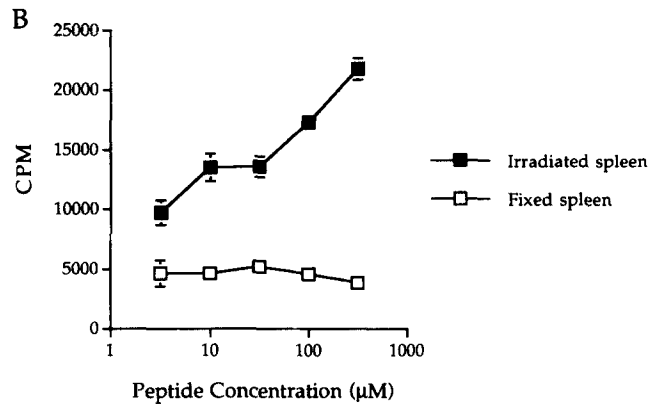 B
25000
20000
15000
10000
5000
0
CPM
1 10 100 1000
Peptide Concentration (μM)
Irradiated spleen
Fixed spleen